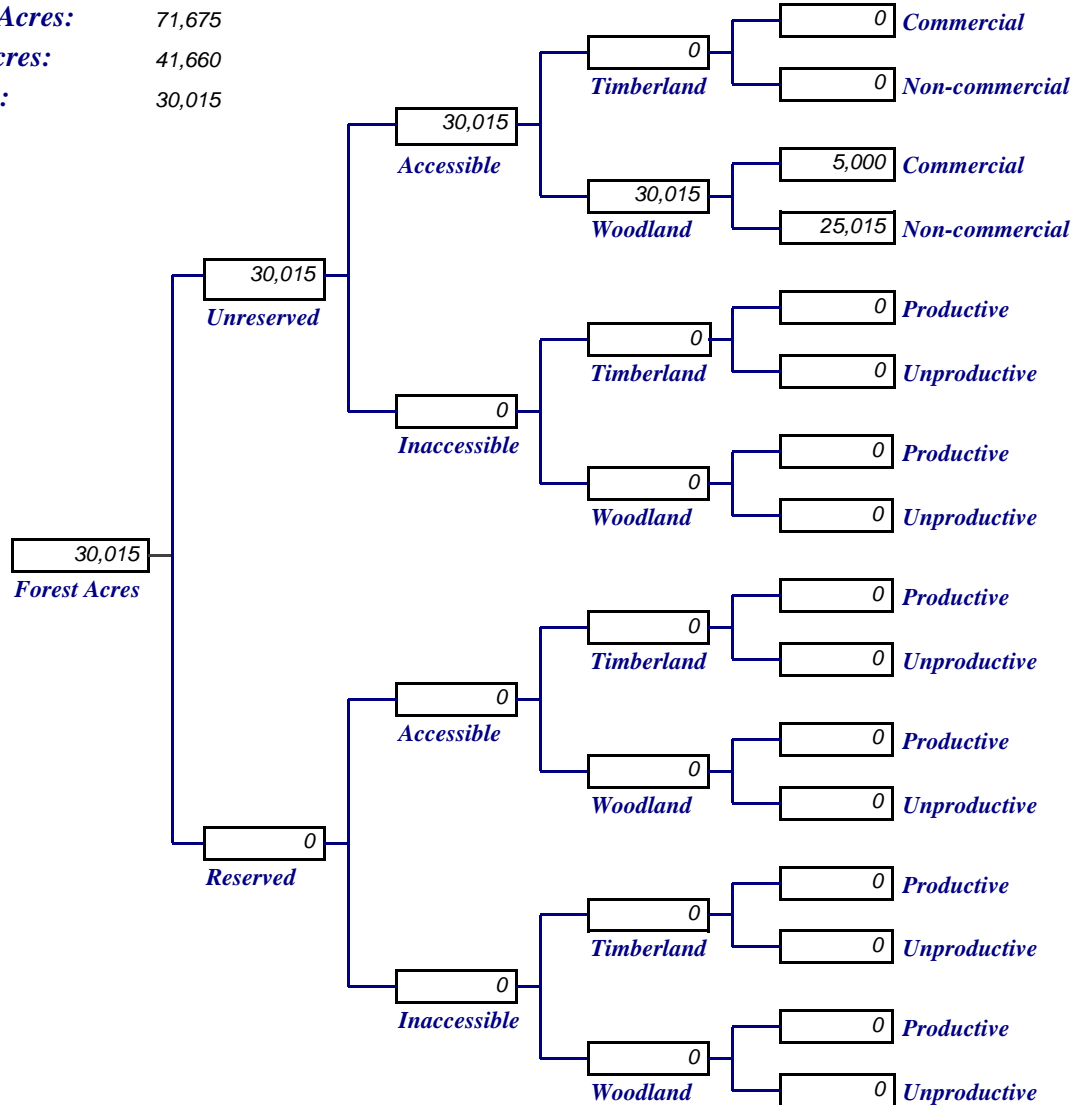 Acres: 71,675
cres: 41,660
: 30,015
0 Commercial
0
Timberland
0 Non-commercial
30,015
Accessible
5,000 Commercial
30,015
Woodland
25,015 Non-commercial
30,015
Unreserved
0 Productive
0
Timberland
0 Unproductive
0
Inaccessible
0 Productive
0
Woodland
0 Unproductive
30,015
Forest Acres
0 Productive
0
Timberland
0 Unproductive
0
Accessible
0 Productive
0
Woodland
0 Unproductive
0
Reserved
0 Productive
0
Timberland
0 Unproductive
0
Inaccessible
0 Productive
0
Woodland
0 Unproductive